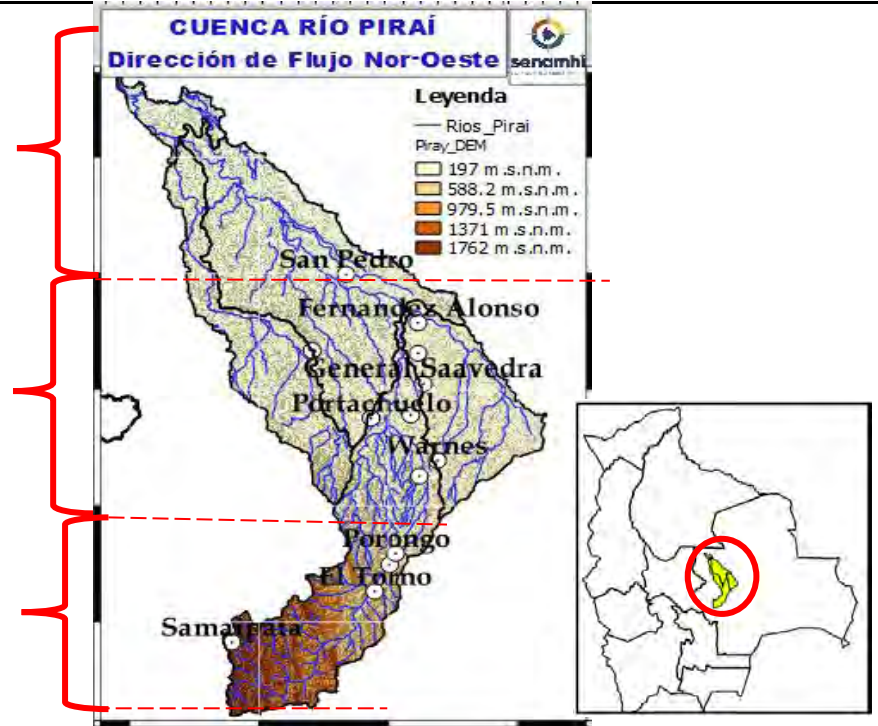 CUENCA RÍO PIRAÍ
Dirección de Flujo Nor-Oeste
senamhi
Leyenda
Rios_Pirai
Piray_DEM
197 m.s.n.m.
588.2 m.s.n.m.
979.5 m.s.n.m.
1371 m.s.n.m.
1762 m.s.n.m.
San Pedro
Fernandez Alonso
General Saavedra
Portachuelo
Warnes
Porongo
El Torno
Samaipata